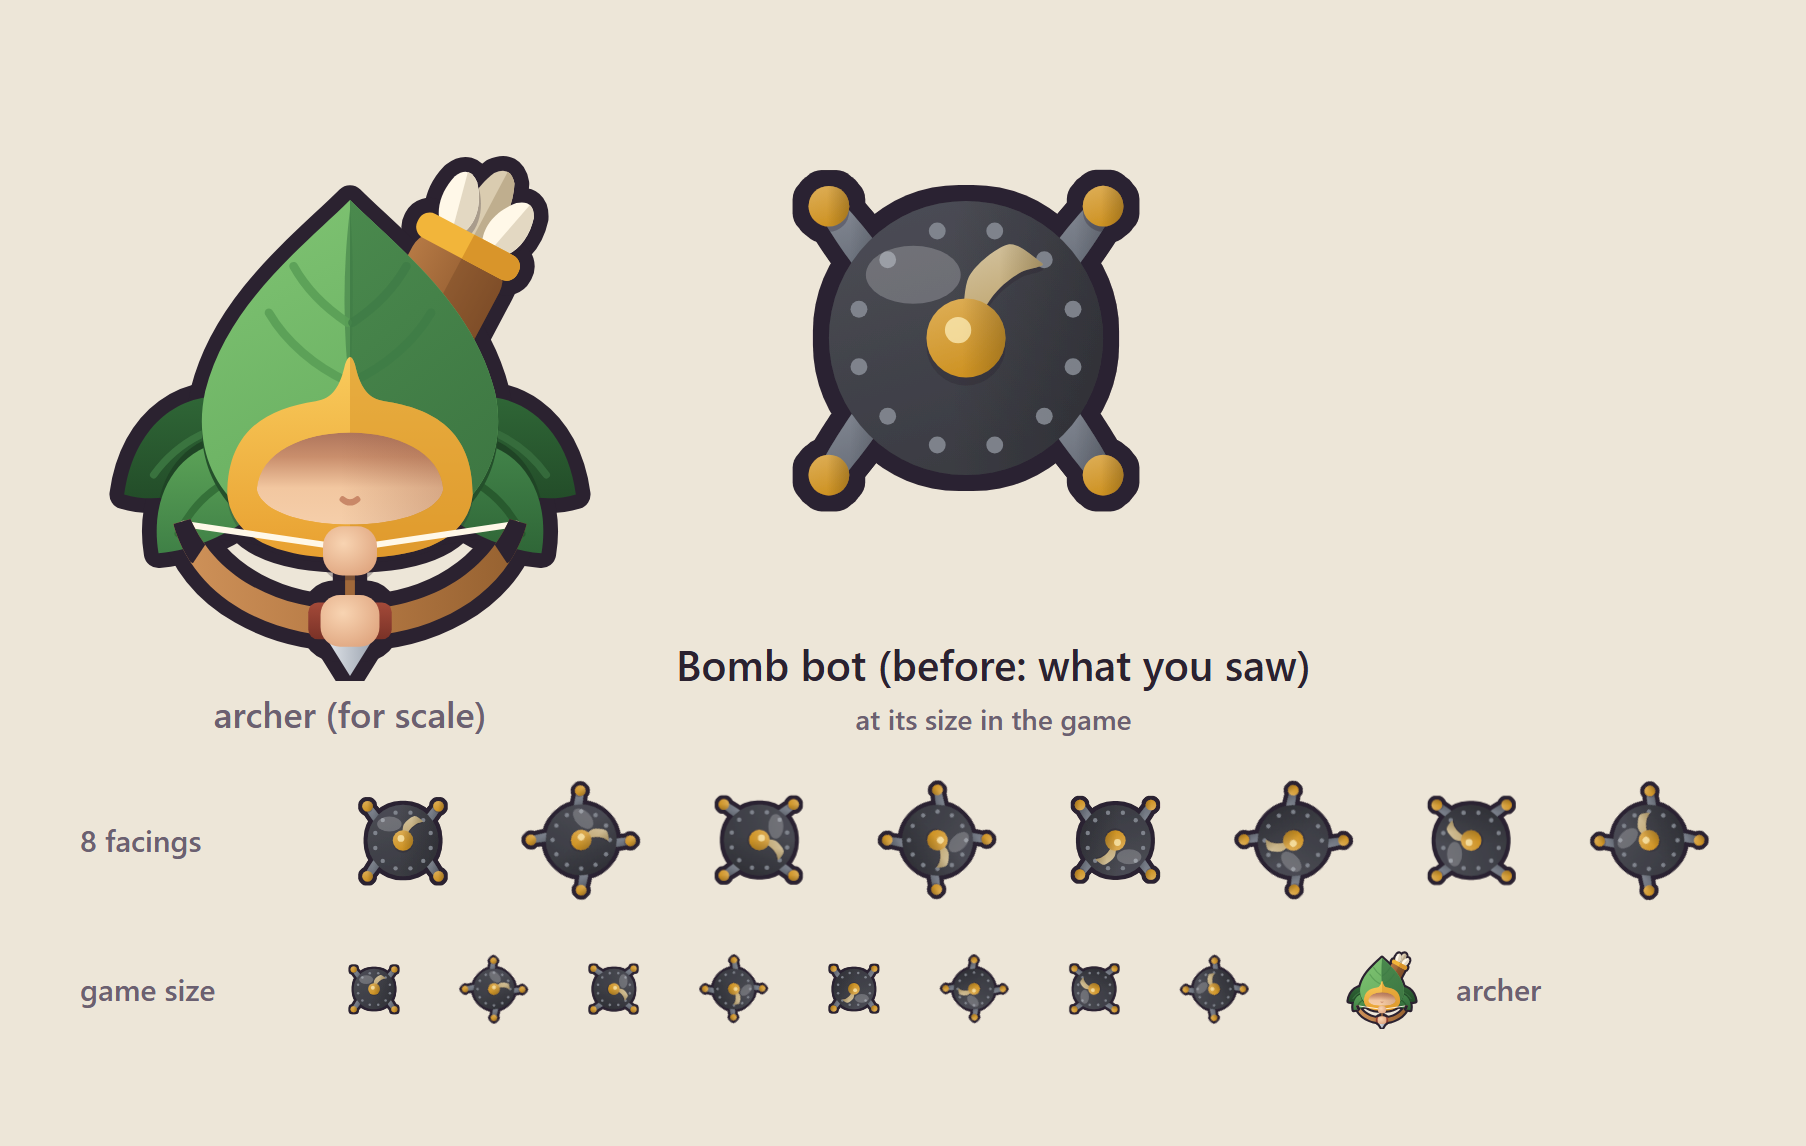 Bomb bot (before: what you saw)
archer (for scale)
at its size in the game
8 facings
game size
archer